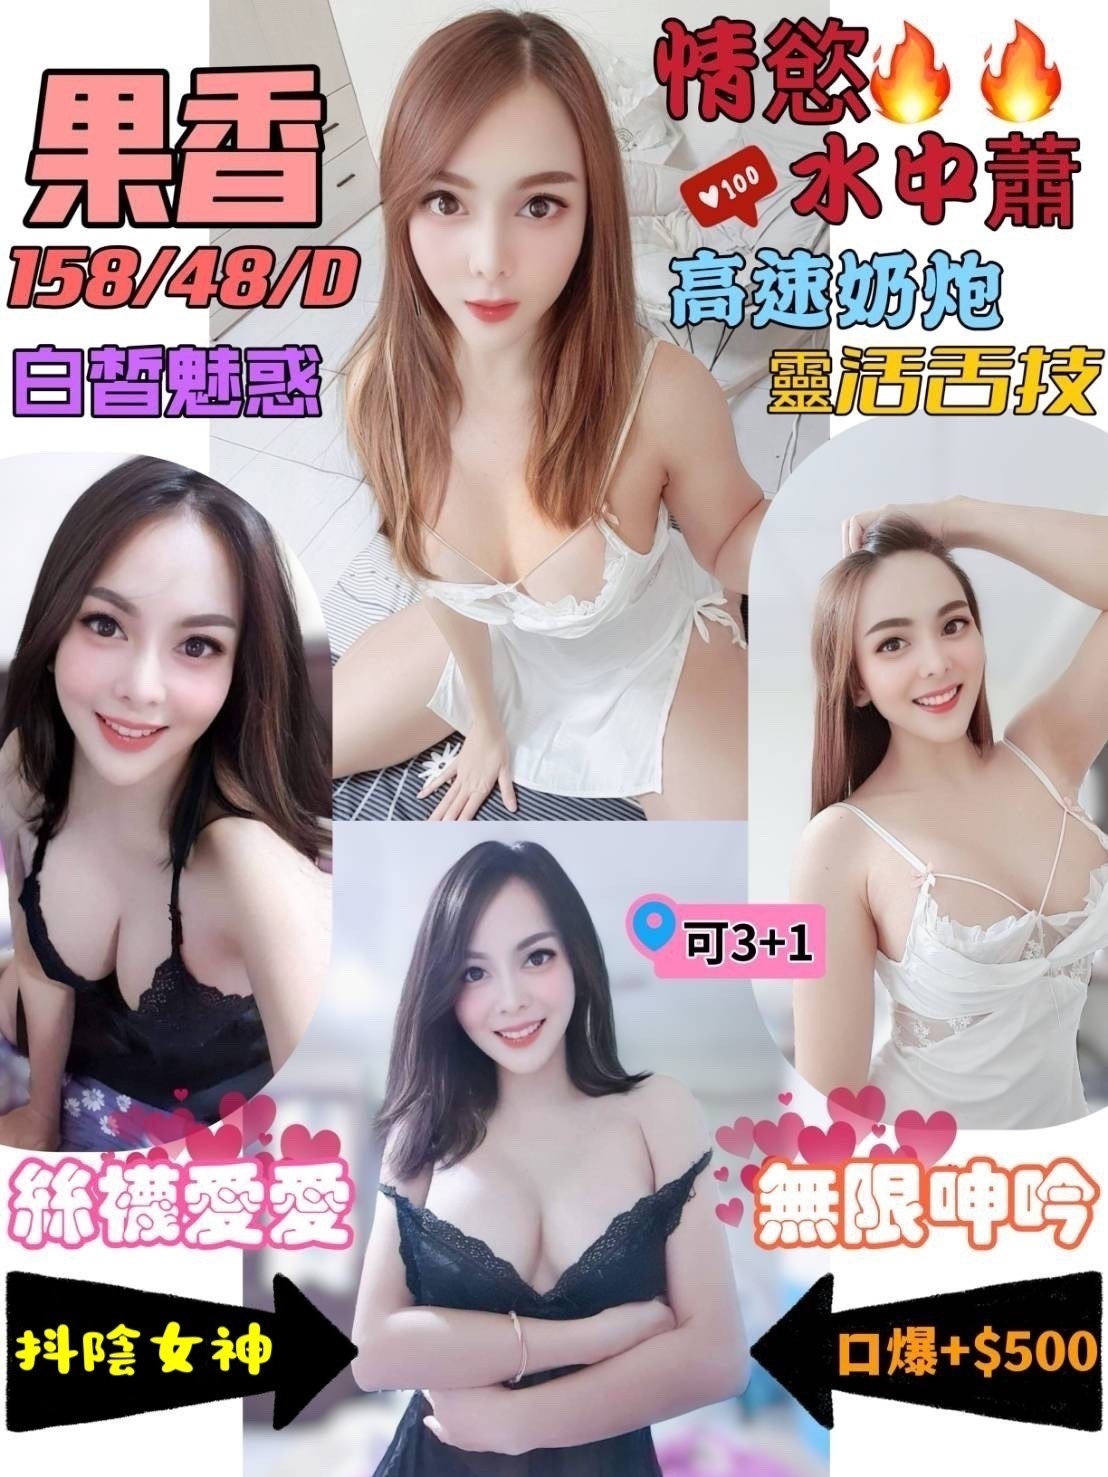 果香
158/48/D
白皙魅惑
情慾🔥🔥
100
水中蕭
高速奶炮
靈活舌技
可3+1
絲襪愛愛
無限呻吟
抖陰女神
口爆+$500